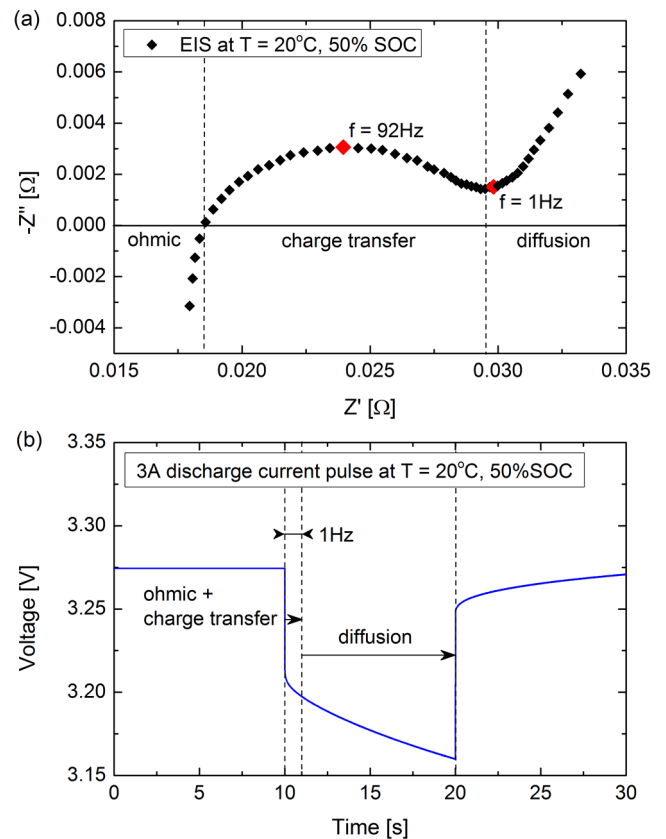 (a)
EIS at T = 20°C, 50% SOC
0.008
0.006
0.004
0.002
0.000
-0.002
-0.004
-Z'' [Ω]
f = 92Hz
f = 1Hz
ohmic
charge transfer
diffusion
0.015
0.020
0.025
0.030
0.035
Z' [Ω]
(b)
3A discharge current pulse at T = 20°C, 50%SOC
3.35
3.30
3.25
3.20
3.15
Voltage [V]
1Hz
ohmic +
charge transfer
diffusion
0
5
10
15
20
25
30
Time [s]